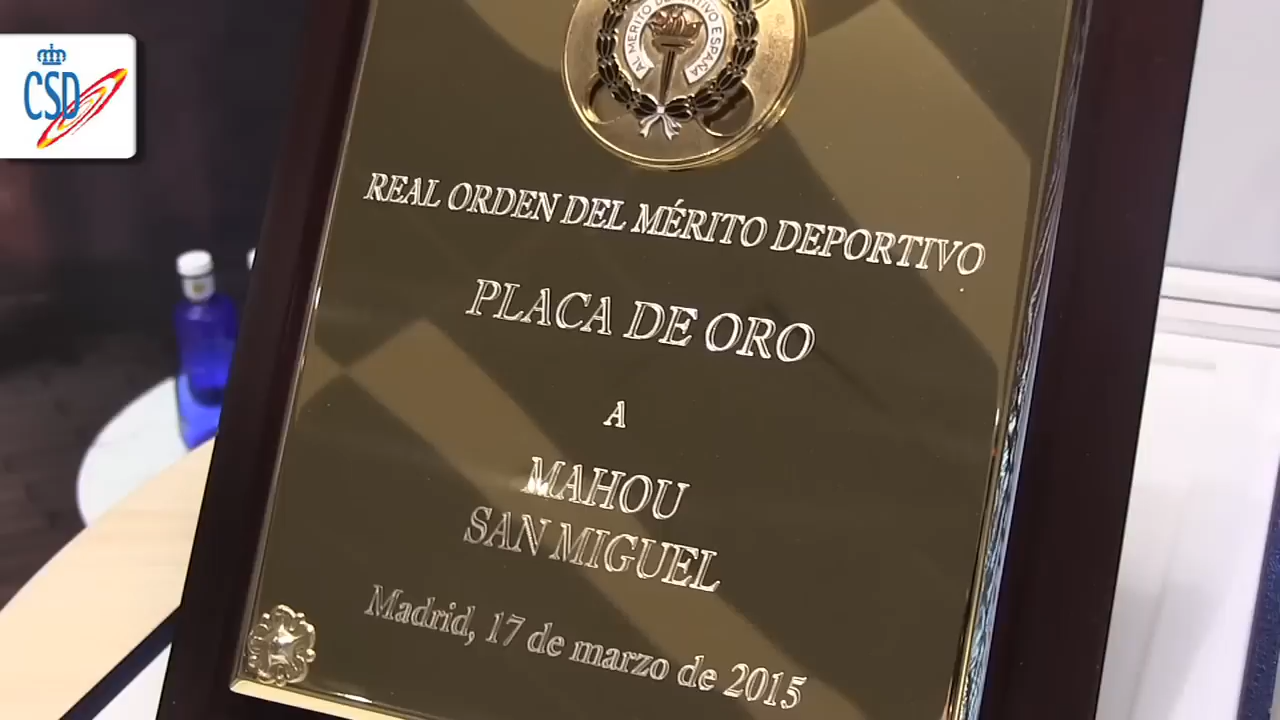 CSD
AL MÉRITO DEPORTIVO ESPAÑA
REAL ORDEN DEL MÉRITO DEPORTIVO
PLACA DE ORO
A
MAHOU
SAN MIGUEL
Madrid, 17 de marzo de 2015